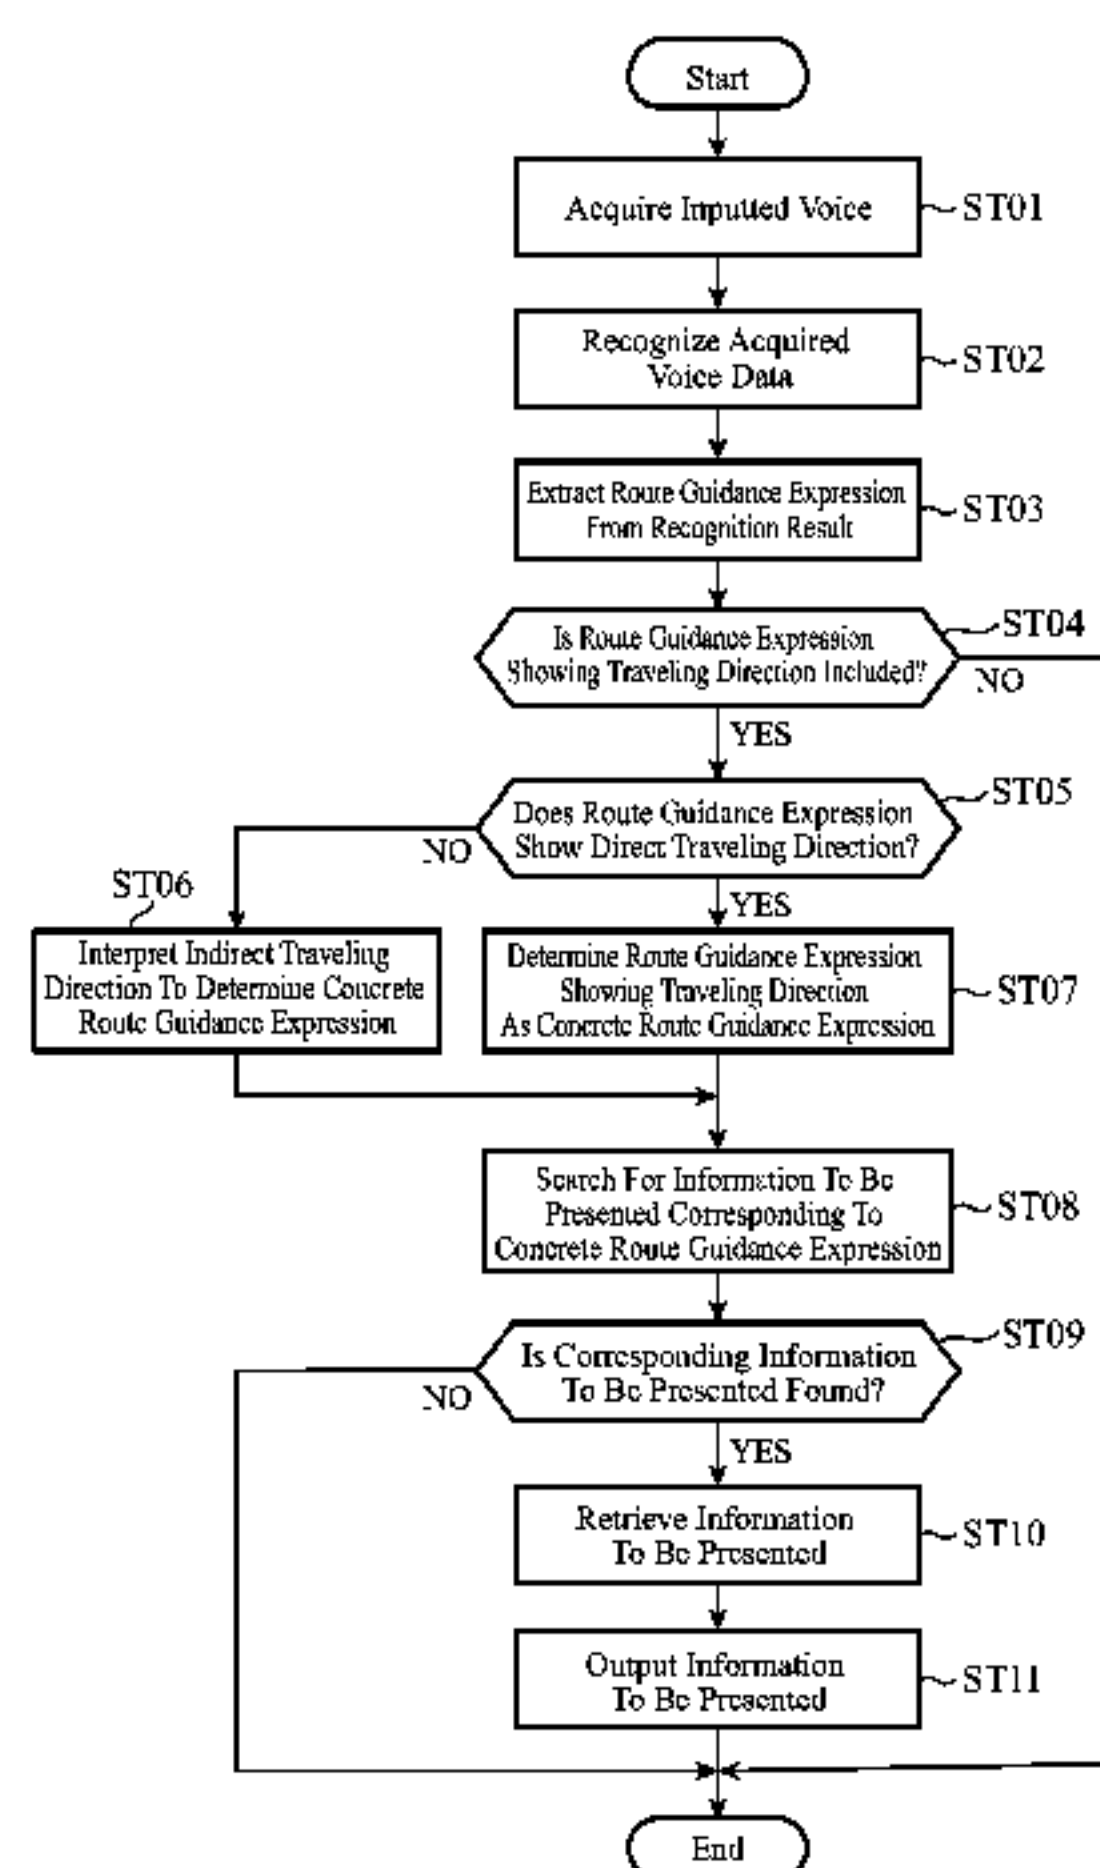 Start
Acquire Inputted Voice
ST01
Recognize Acquired
Voice Data
ST02
Extract Route Guidance Expression
From Recognition Result
ST03
Is Route Guidance Expression
Showing Traveling Direction Included?
ST04
NO
YES
Does Route Guidance Expression
Show Direct Traveling Direction?
ST05
NO
YES
ST06
Interpret Indirect Traveling
Direction To Determine Concrete
Route Guidance Expression
Determine Route Guidance Expression
Showing Traveling Direction
As Concrete Route Guidance Expression
ST07
Search For Information To Be
Presented Corresponding To
Concrete Route Guidance Expression
ST08
Is Corresponding Information
To Be Presented Found?
ST09
NO
YES
Retrieve Information
To Be Presented
ST10
Output Information
To Be Presented
ST11
End